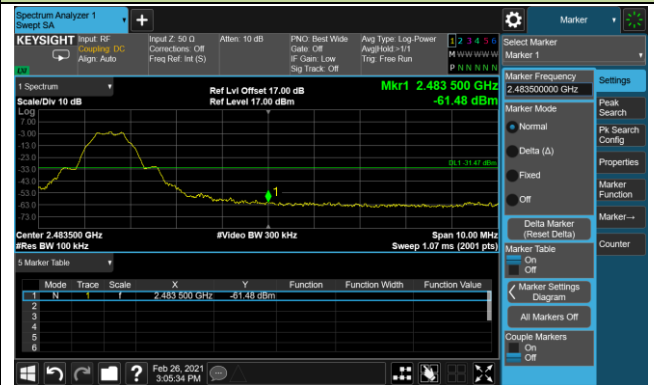 Spectrum Analyzer 1
Swept SA
Marker
KEYSIGHT
Input: RF
Coupling: DC
Align: Auto
Input Z: 50 Ω
Corrections: Off
Freq Ref: Int (S)
Atten: 10 dB
PNO: Best Wide
Gate: Off
IF Gain: Low
Sig Track: Off
Avg Type: Log-Power
Avg|Hold:>1/1
Trig: Free Run
1 2 3 4 5 6
M W W W W W
P N N N N N
LW
Select Marker
Marker 1
1 Spectrum
Scale/Div 10 dB
Ref Lvl Offset 17.00 dB
Ref Level 17.00 dBm
Mkr1 2.483 500 GHz
-61.48 dBm
Log
7.00
-3.00
-13.0
-23.0
-33.0
-43.0
-53.0
-63.0
-73.0
DL1 -31.47 dBm
1
Center 2.483500 GHz
#Res BW 100 kHz
#Video BW 300 kHz
Span 10.00 MHz
Sweep 1.07 ms (2001 pts)
5 Marker Table
Mode Trace Scale X Y Function Function Width Function Value
1 N 1 f 2.483 500 GHz -61.48 dBm
2
3
4
5
6
Marker Frequency
2.483500000 GHz
Marker Mode
Normal
Delta (Δ)
Fixed
Off
Delta Marker
(Reset Delta)
Marker Table
On
Off
Marker Settings
Diagram
All Markers Off
Couple Markers
On
Off
Settings
Peak
Search
Pk Search
Config
Properties
Marker
Function
Marker→
Counter
?
Feb 26, 2021
3:05:34 PM